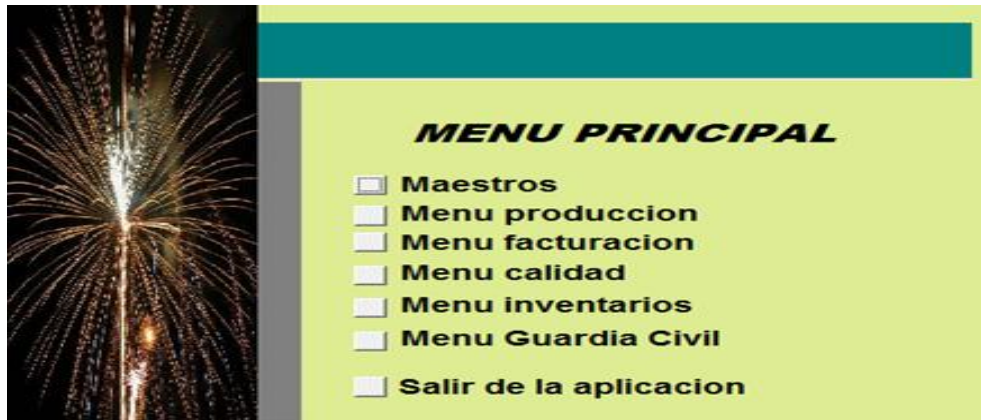 MENU PRINCIPAL
Maestros
Menu produccion
Menu facturacion
Menu calidad
Menu inventarios
Menu Guardia Civil
Salir de la aplicacion